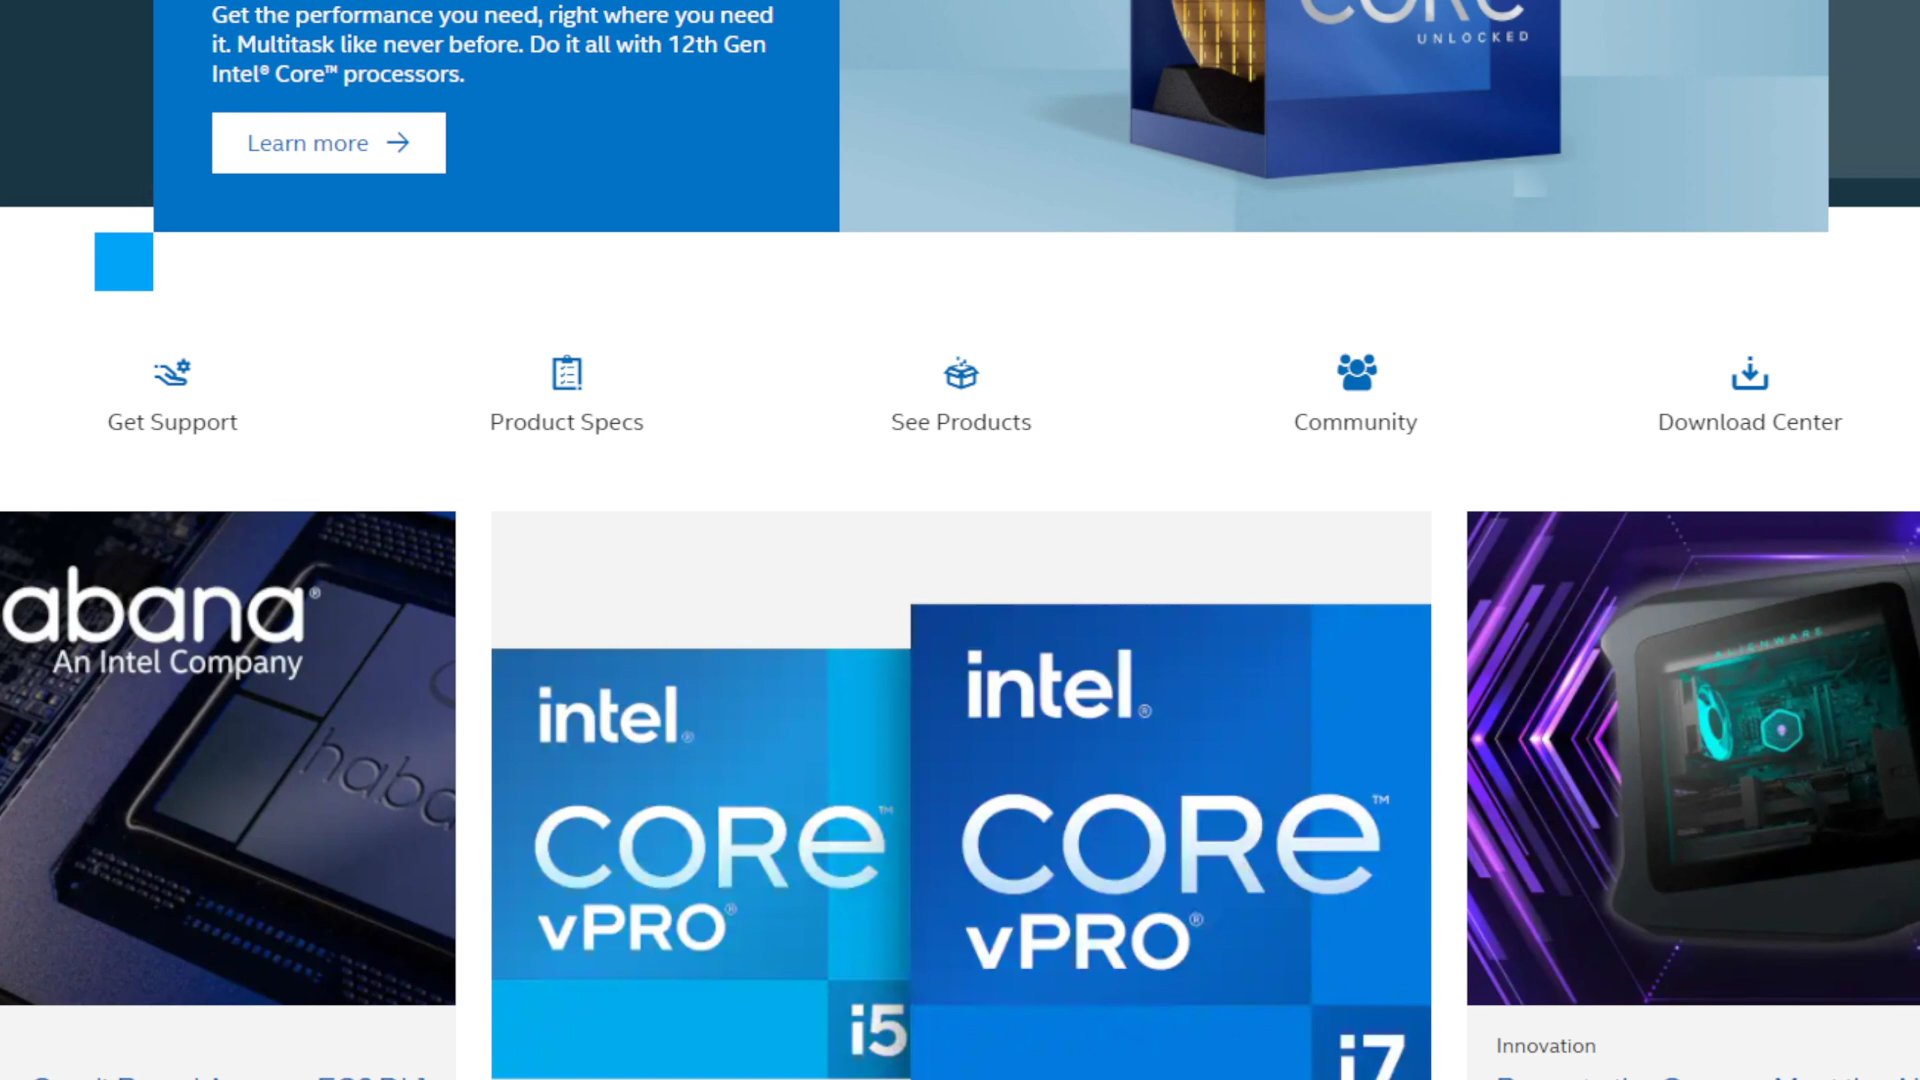 Get the performance you need, right where you need
it. Multitask like never before. Do it all with 12th Gen
Intel® Core™ processors.
Learn more
CORE
UNLOCKED
Get Support
Product Specs
See Products
Community
Download Center
abana®
An Intel Company
intel®
CORE™
vPRO®
i5
intel®
CORE™
vPRO®
i7
ALIENWARE
Innovation